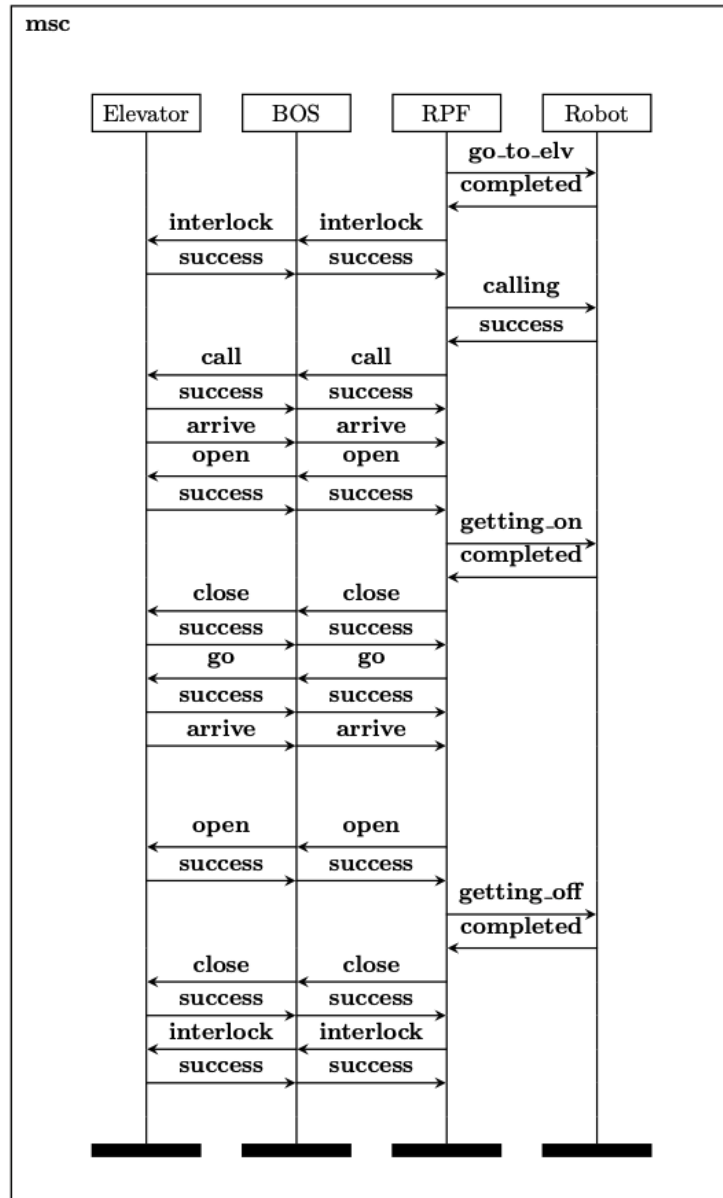 msc
Elevator BOS RPF Robot
go_to_elv
completed
interlock interlock
success success
calling
success
call call
success success
arrive arrive
open open
success success
getting_on
completed
close close
success success
go go
success success
arrive arrive
open open
success success
getting_off
completed
close close
success success
interlock interlock
success success